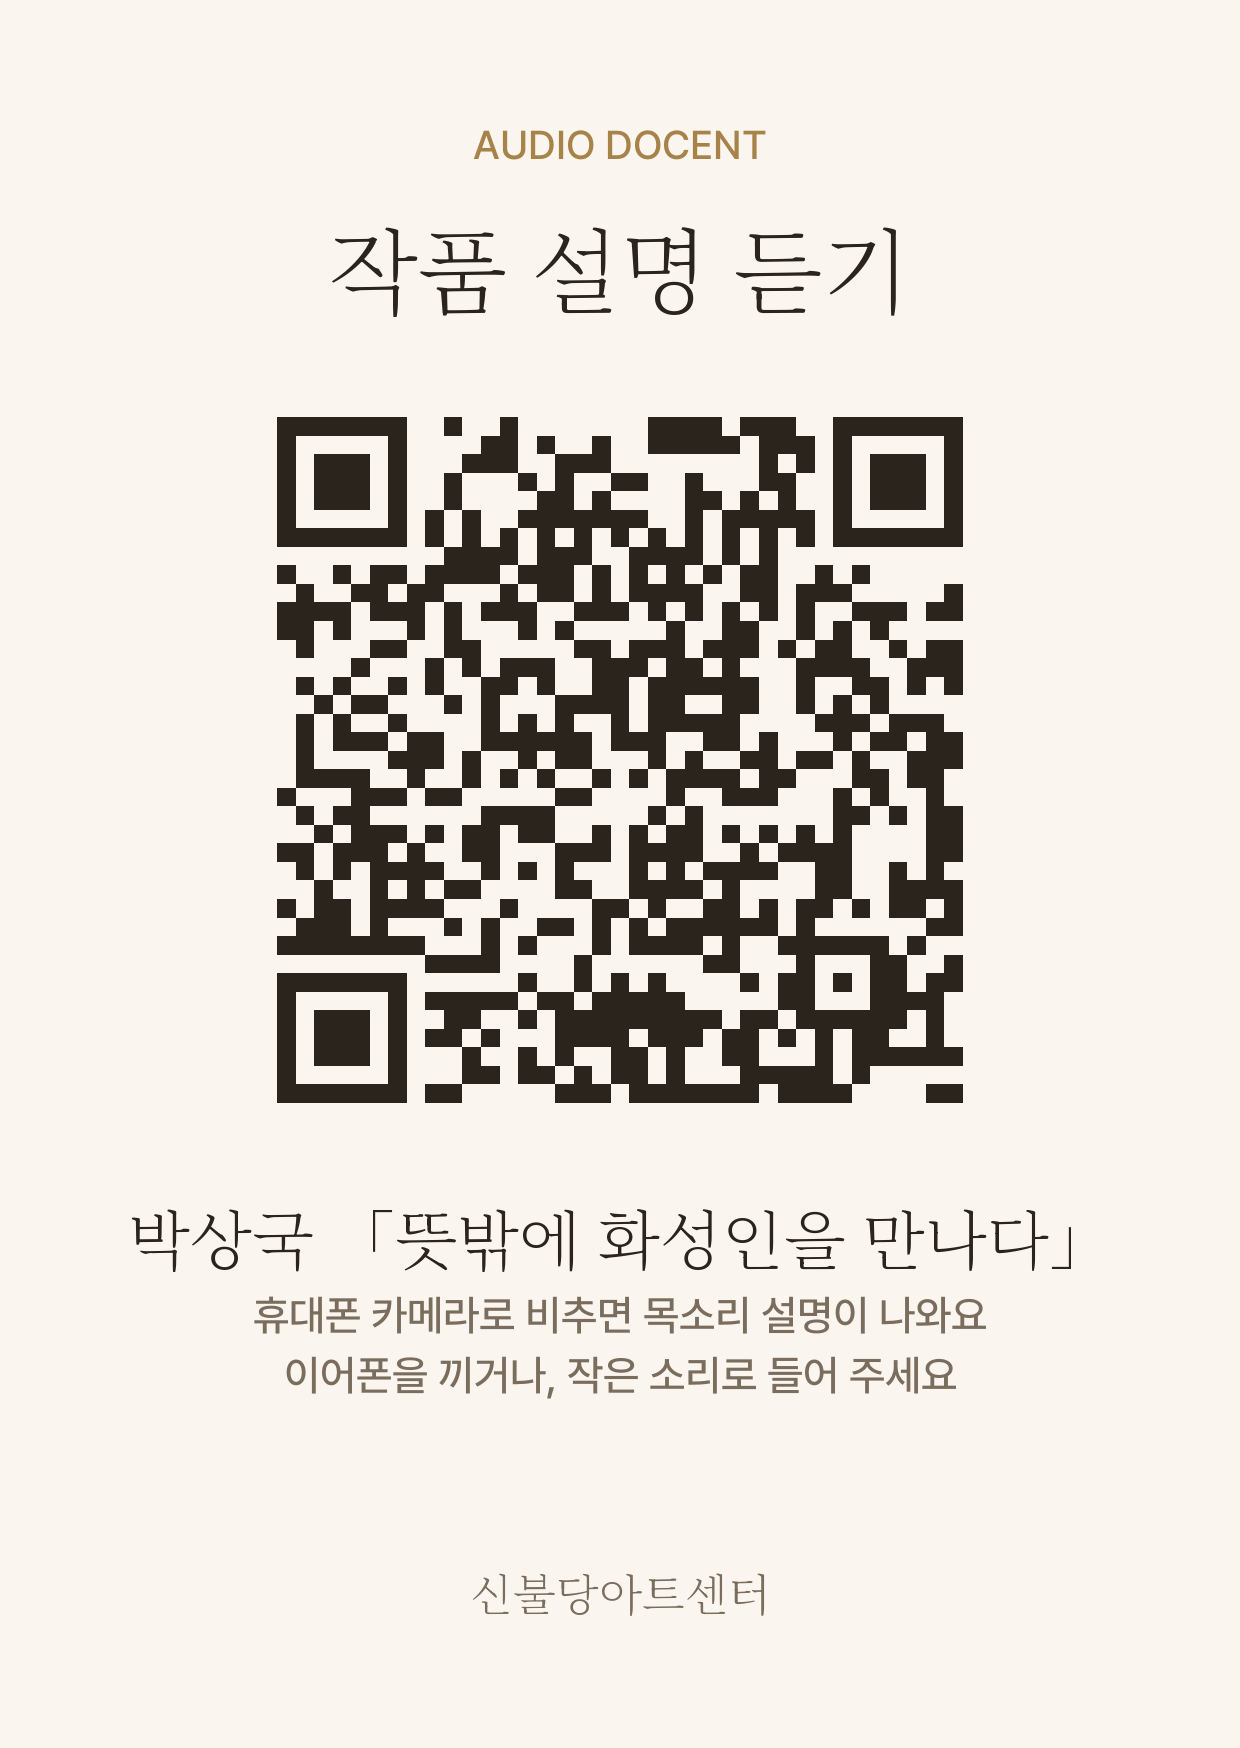 AUDIO DOCENT
작품 설명 듣기
박상국 「뜻밖에 화성인을 만나다」
휴대폰 카메라로 비추면 목소리 설명이 나와요
이어폰을 끼거나, 작은 소리로 들어 주세요
신불당아트센터